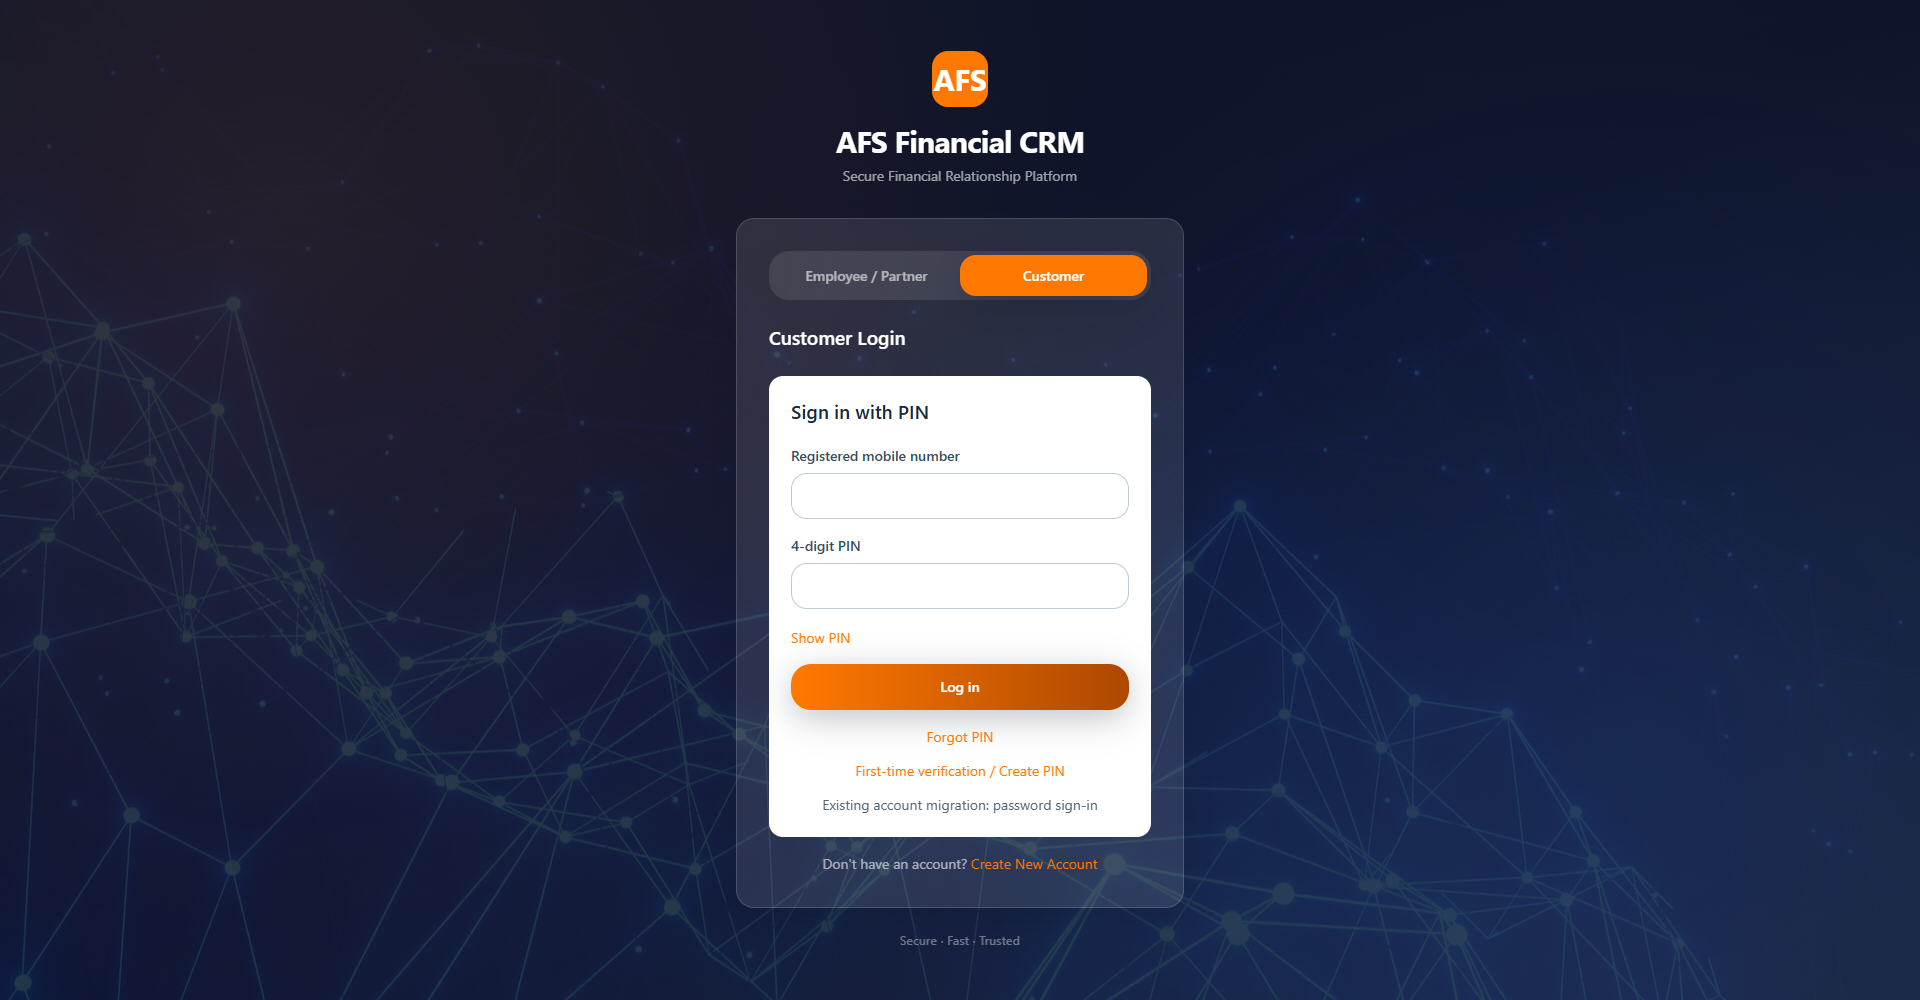 AFS
AFS Financial CRM
Secure Financial Relationship Platform
Employee / Partner
Customer
Customer Login
Sign in with PIN
Registered mobile number
4-digit PIN
Show PIN
Log in
Forgot PIN
First-time verification / Create PIN
Existing account migration: password sign-in
Don't have an account? Create New Account
Secure · Fast · Trusted